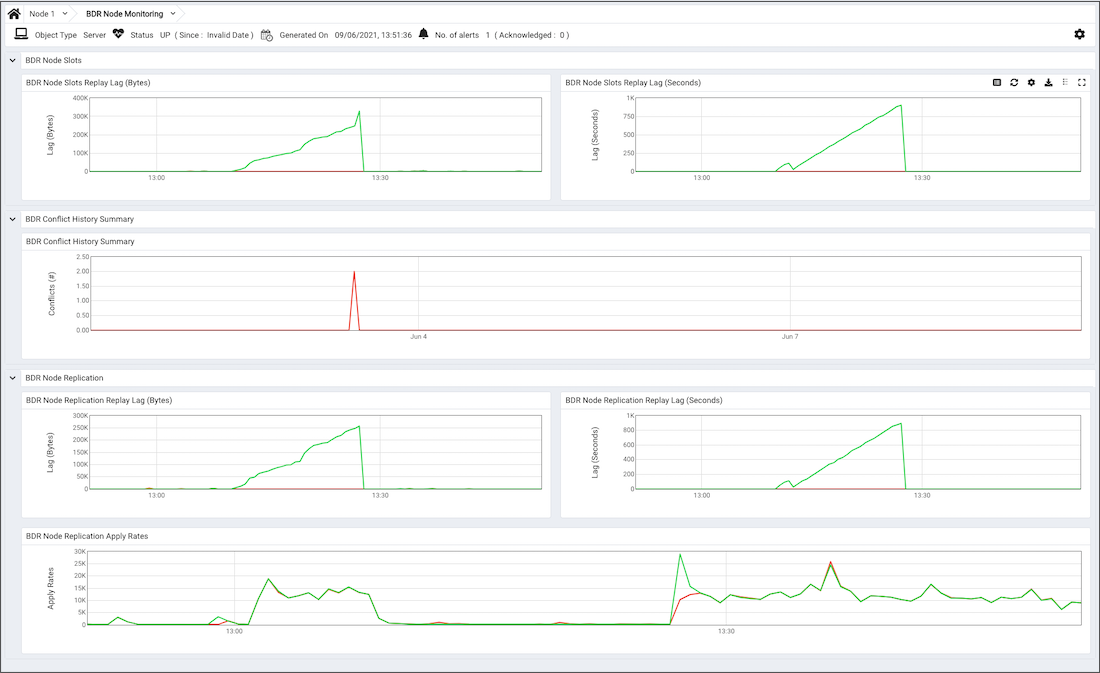 Node 1 BDR Node Monitoring
Object Type Server Status UP ( Since : Invalid Date ) Generated On 09/06/2021, 13:51:36 No. of alerts 1 ( Acknowledged : 0 )
BDR Node Slots
BDR Node Slots Replay Lag (Bytes)
Lag (Bytes)
400K
300K
200K
100K
0
13:00 13:30
BDR Node Slots Replay Lag (Seconds)
Lag (Seconds)
1K
750
500
250
0
13:00 13:30
BDR Conflict History Summary
BDR Conflict History Summary
Conflicts (#)
2.50
2.00
1.50
1.00
0.50
0.00
Jun 4 Jun 7
BDR Node Replication
BDR Node Replication Replay Lag (Bytes)
Lag (Bytes)
300K
250K
200K
150K
100K
50K
0
13:00 13:30
BDR Node Replication Replay Lag (Seconds)
Lag (Seconds)
1K
800
600
400
200
0
13:00 13:30
BDR Node Replication Apply Rates
Apply Rates
30K
25K
20K
15K
10K
5K
0
13:00 13:30